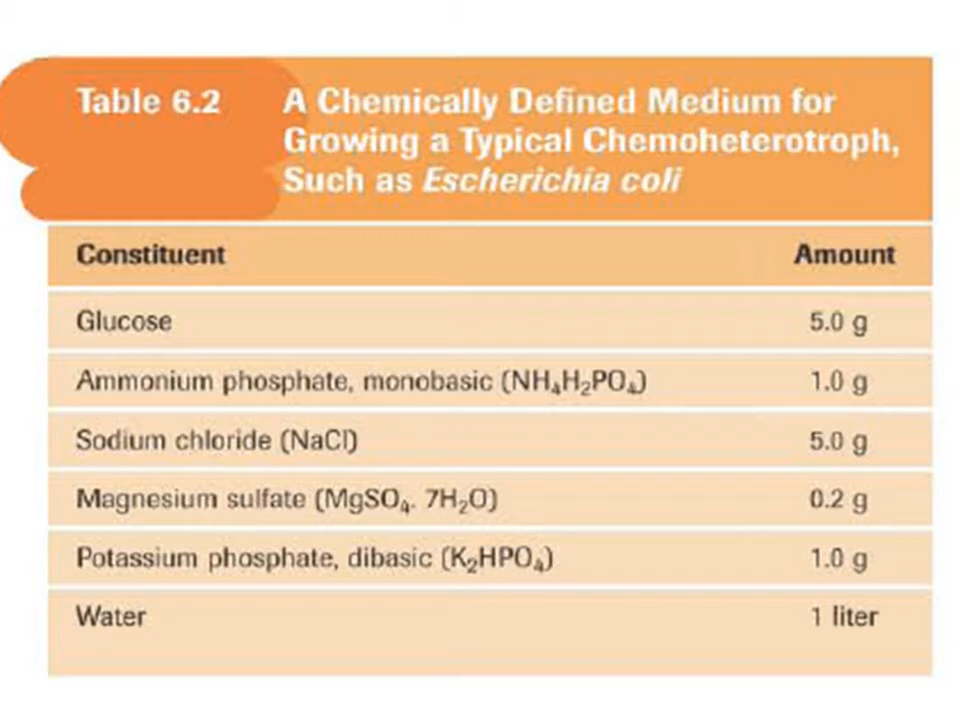 Table 6.2
A Chemically Defined Medium for
Growing a Typical Chemoheterotroph,
Such as Escherichia coli
Constituent Amount
Glucose 5.0 g
Ammonium phosphate, monobasic (NH₄H₂PO₄) 1.0 g
Sodium chloride (NaCl) 5.0 g
Magnesium sulfate (MgSO₄. 7H₂O) 0.2 g
Potassium phosphate, dibasic (K₂HPO₄) 1.0 g
Water 1 liter